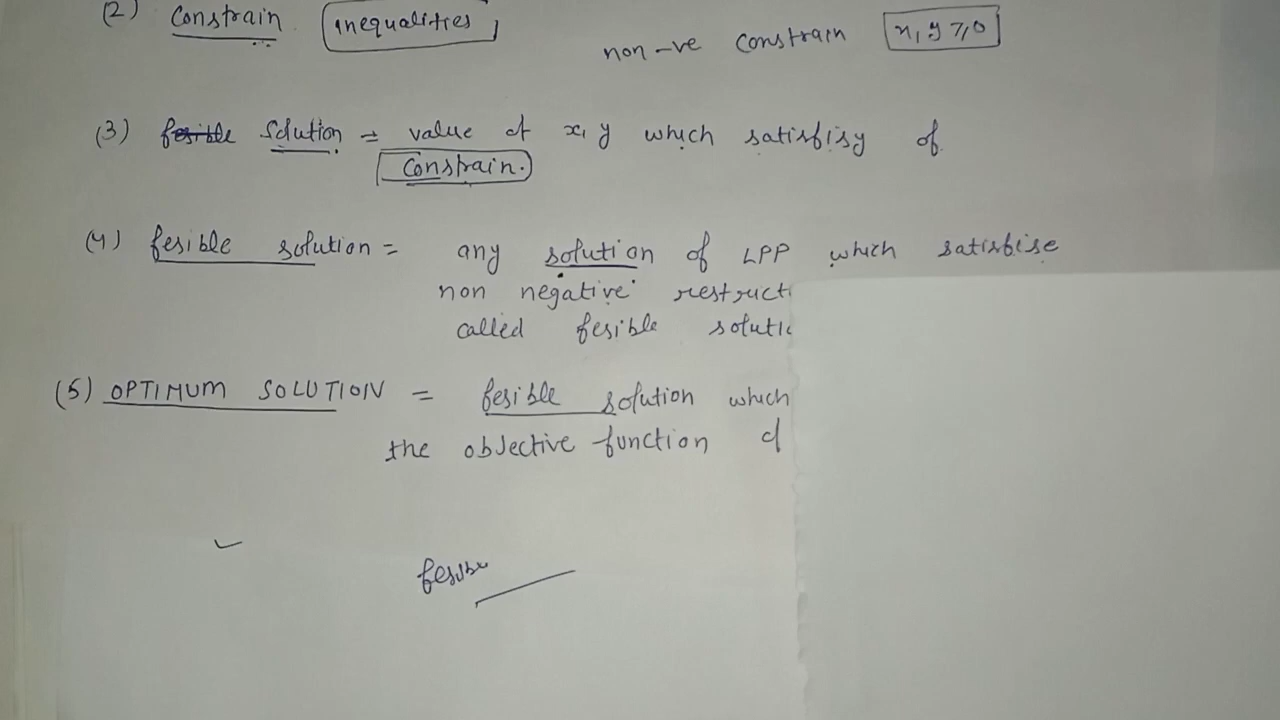 (2) Constrain inequalities non-ve constrain x, y ≥ 0
(3) fesible Solution = value of x, y which satisfisy of
Constrain.
(4) fesible solution = any solution of LPP which satisfise
non negative restructi
called fesible solutio
(5) OPTIMUM SOLUTION = fesible solution which
the objective function of
fesibe